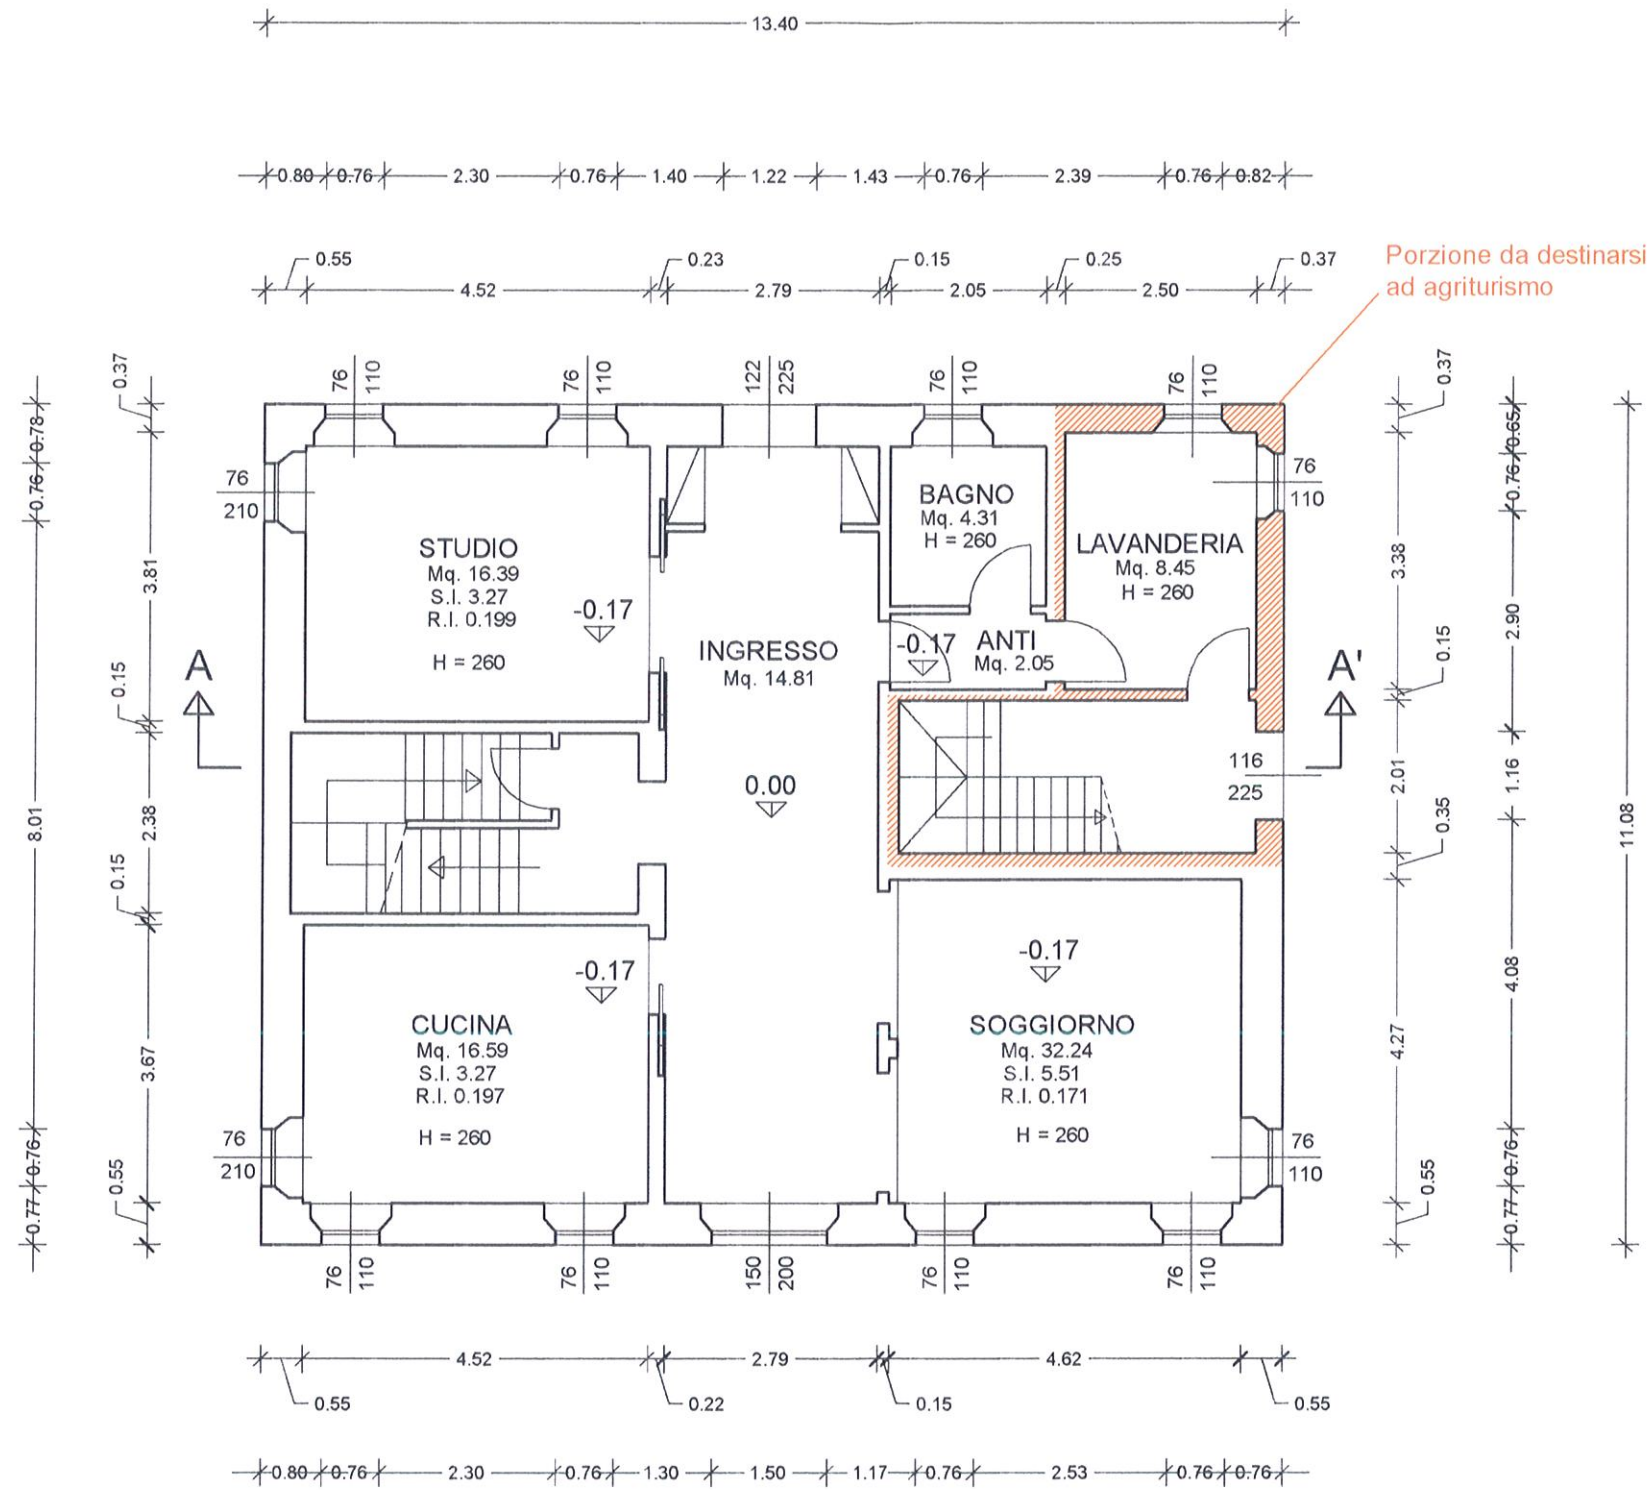 13.40
0.80 0.76 2.30 0.76 1.40 1.22 1.43 0.76 2.39 0.76 0.82
0.55 0.23 0.15 0.25 0.37
4.52 2.79 2.05 2.50
Porzione da destinarsi
ad agriturismo
76 110
76 110
122 225
76 110
76 110
0.37
0.78
0.76
8.01
0.76
0.77
3.81
0.15
2.38
0.15
3.67
0.55
76
210
STUDIO
Mq. 16.39
S.I. 3.27
R.I. 0.199
H = 260
-0.17
INGRESSO
Mq. 14.81
0.00
BAGNO
Mq. 4.31
H = 260
LAVANDERIA
Mq. 8.45
H = 260
ANTI
Mq. 2.05
-0.17
76
110
A
A'
116
225
CUCINA
Mq. 16.59
S.I. 3.27
R.I. 0.197
H = 260
-0.17
-0.17
SOGGIORNO
Mq. 32.24
S.I. 5.51
R.I. 0.171
H = 260
76
210
76
110
0.37
3.38
0.15
2.01
0.35
4.27
0.55
0.65
0.76
2.90
1.16
4.08
0.76
0.77
11.08
76 110
76 110
150 200
76 110
76 110
4.52 2.79 4.62
0.55 0.22 0.15 0.55
0.80 0.76 2.30 0.76 1.30 1.50 1.17 0.76 2.53 0.76 0.76